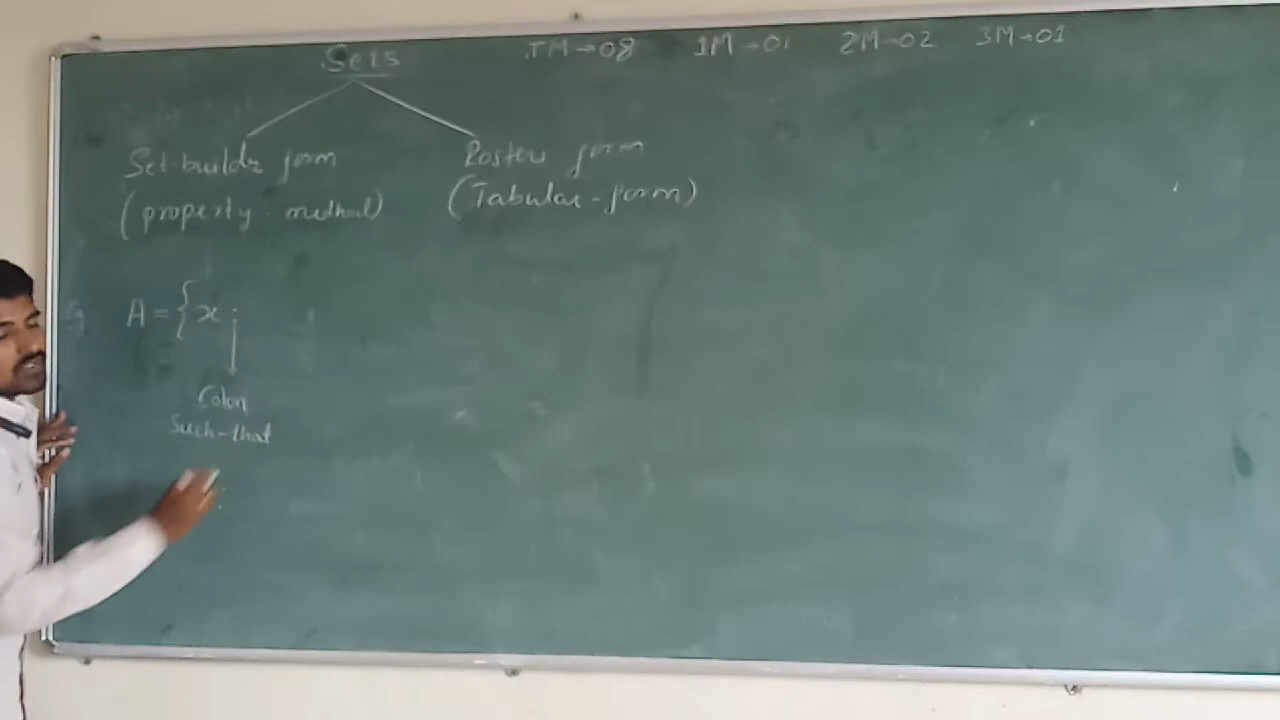 Sets TM→08 1M→01 2M→02 3M→01
Set-buildr form Roster form
(property-method) (Tabular-form)
A={x :
Colon
Such-that